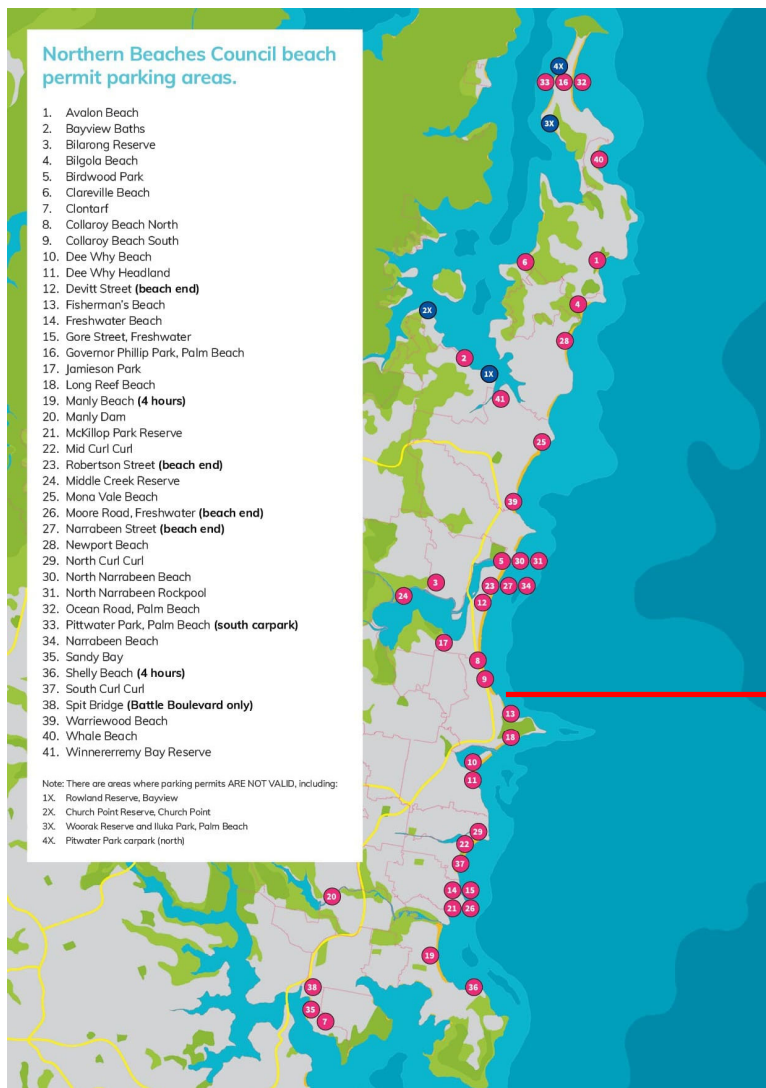 Northern Beaches Council beach
permit parking areas.
1. Avalon Beach
2. Bayview Baths
3. Bilarong Reserve
4. Bilgola Beach
5. Birdwood Park
6. Clareville Beach
7. Clontarf
8. Collaroy Beach North
9. Collaroy Beach South
10. Dee Why Beach
11. Dee Why Headland
12. Devitt Street (beach end)
13. Fisherman's Beach
14. Freshwater Beach
15. Gore Street, Freshwater
16. Governor Phillip Park, Palm Beach
17. Jamieson Park
18. Long Reef Beach
19. Manly Beach (4 hours)
20. Manly Dam
21. McKillop Park Reserve
22. Mid Curl Curl
23. Robertson Street (beach end)
24. Middle Creek Reserve
25. Mona Vale Beach
26. Moore Road, Freshwater (beach end)
27. Narrabeen Street (beach end)
28. Newport Beach
29. North Curl Curl
30. North Narrabeen Beach
31. North Narrabeen Rockpool
32. Ocean Road, Palm Beach
33. Pittwater Park, Palm Beach (south carpark)
34. Narrabeen Beach
35. Sandy Bay
36. Shelly Beach (4 hours)
37. South Curl Curl
38. Spit Bridge (Battle Boulevard only)
39. Warriewood Beach
40. Whale Beach
41. Winnererremy Bay Reserve
Note: There are areas where parking permits ARE NOT VALID, including:
1X. Rowland Reserve, Bayview
2X. Church Point Reserve, Church Point
3X. Woorak Reserve and Iluka Park, Palm Beach
4X. Pitwater Park carpark (north)
4X
33 16 32
3X
40
6 1
4
2X
28
2
1X
41
25
39
5 30 31
3
23 27 34
24
12
17
8
9
13
18
10
11
29
22
37
14 15
20
21 26
19
38
36
35
7